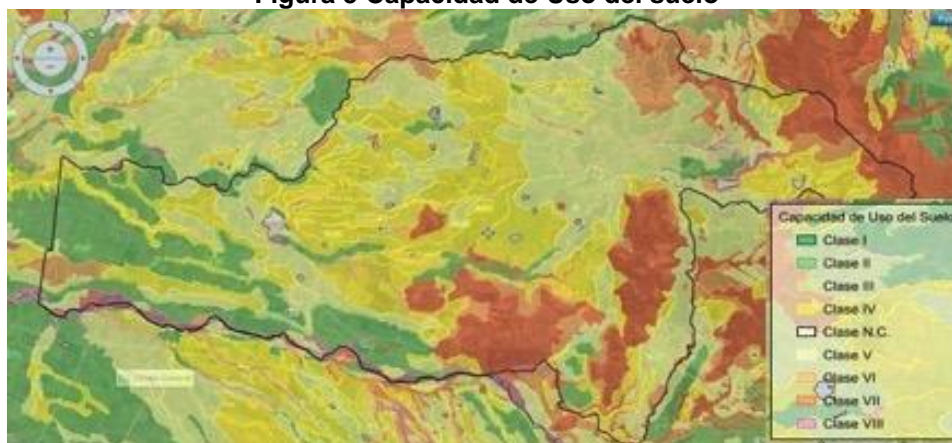 Figura 6 Capacidad de Uso del suelo
Capacidad de Uso del Suelo
Clase I
Clase II
Clase III
Clase IV
Clase N.C.
Clase V
Clase VI
Clase VII
Clase VIII